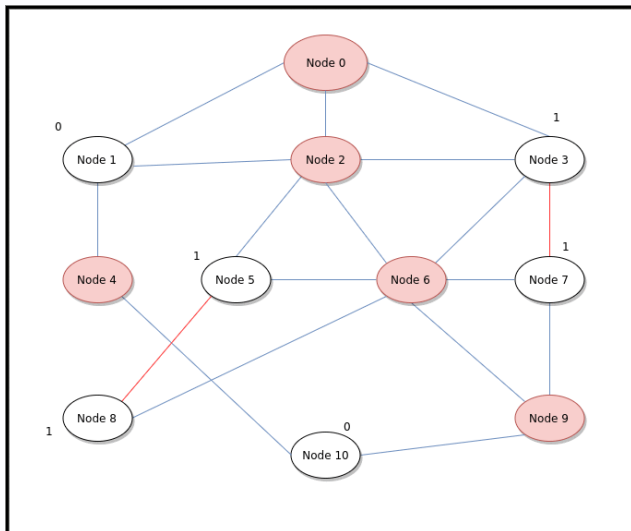 Node 0
0
1
Node 1
Node 2
Node 3
1
1
Node 4
Node 5
Node 6
Node 7
Node 8
Node 9
1
0
Node 10